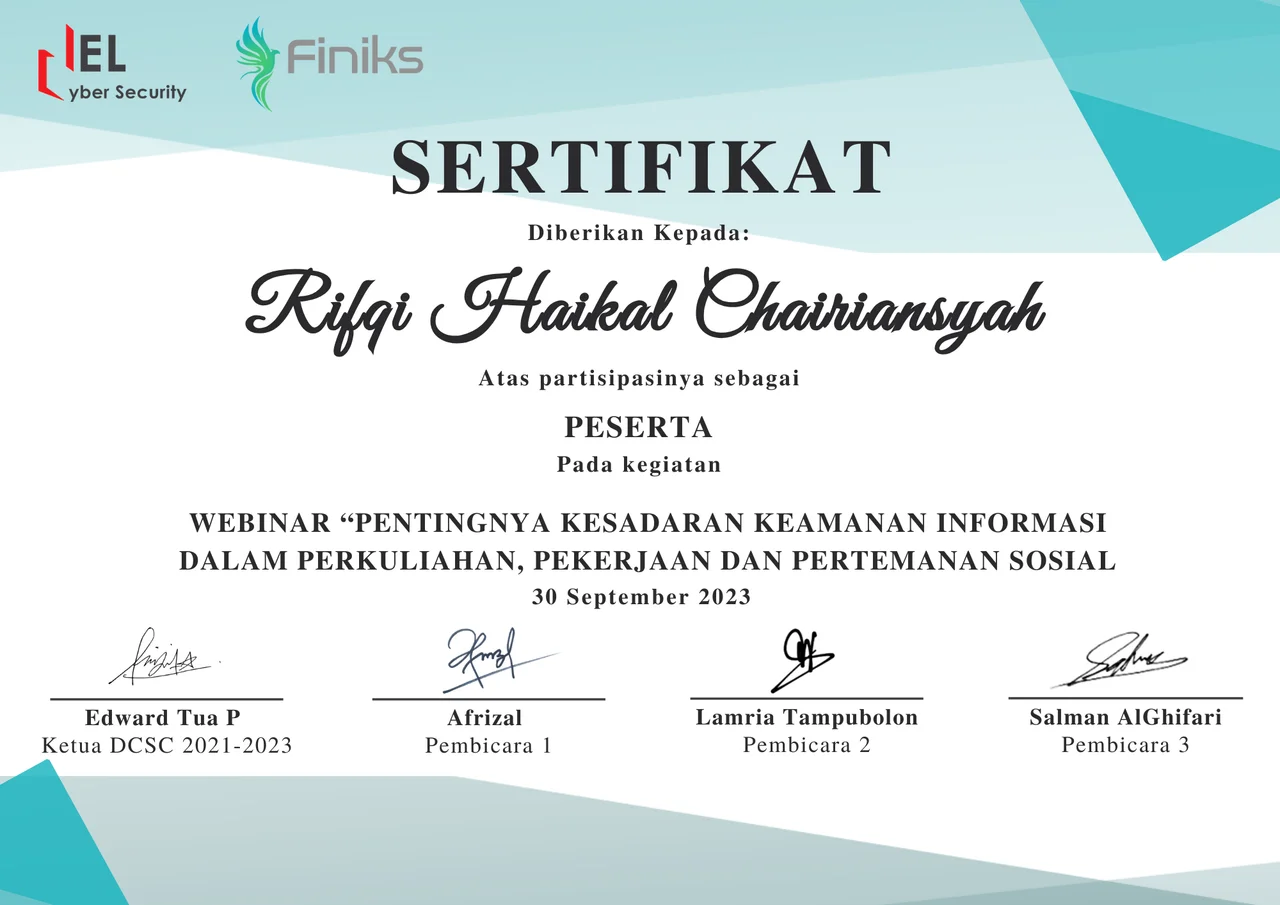 IEL
yber Security
Finiks
SERTIFIKAT
Diberikan Kepada:
Rifqi Haikal Chairiansyah
Atas partisipasinya sebagai
PESERTA
Pada kegiatan
WEBINAR “PENTINGNYA KESADARAN KEAMANAN INFORMASI
DALAM PERKULIAHAN, PEKERJAAN DAN PERTEMANAN SOSIAL
30 September 2023
Edward Tua P
Ketua DCSC 2021-2023
Afrizal
Pembicara 1
Lamria Tampubolon
Pembicara 2
Salman AlGhifari
Pembicara 3